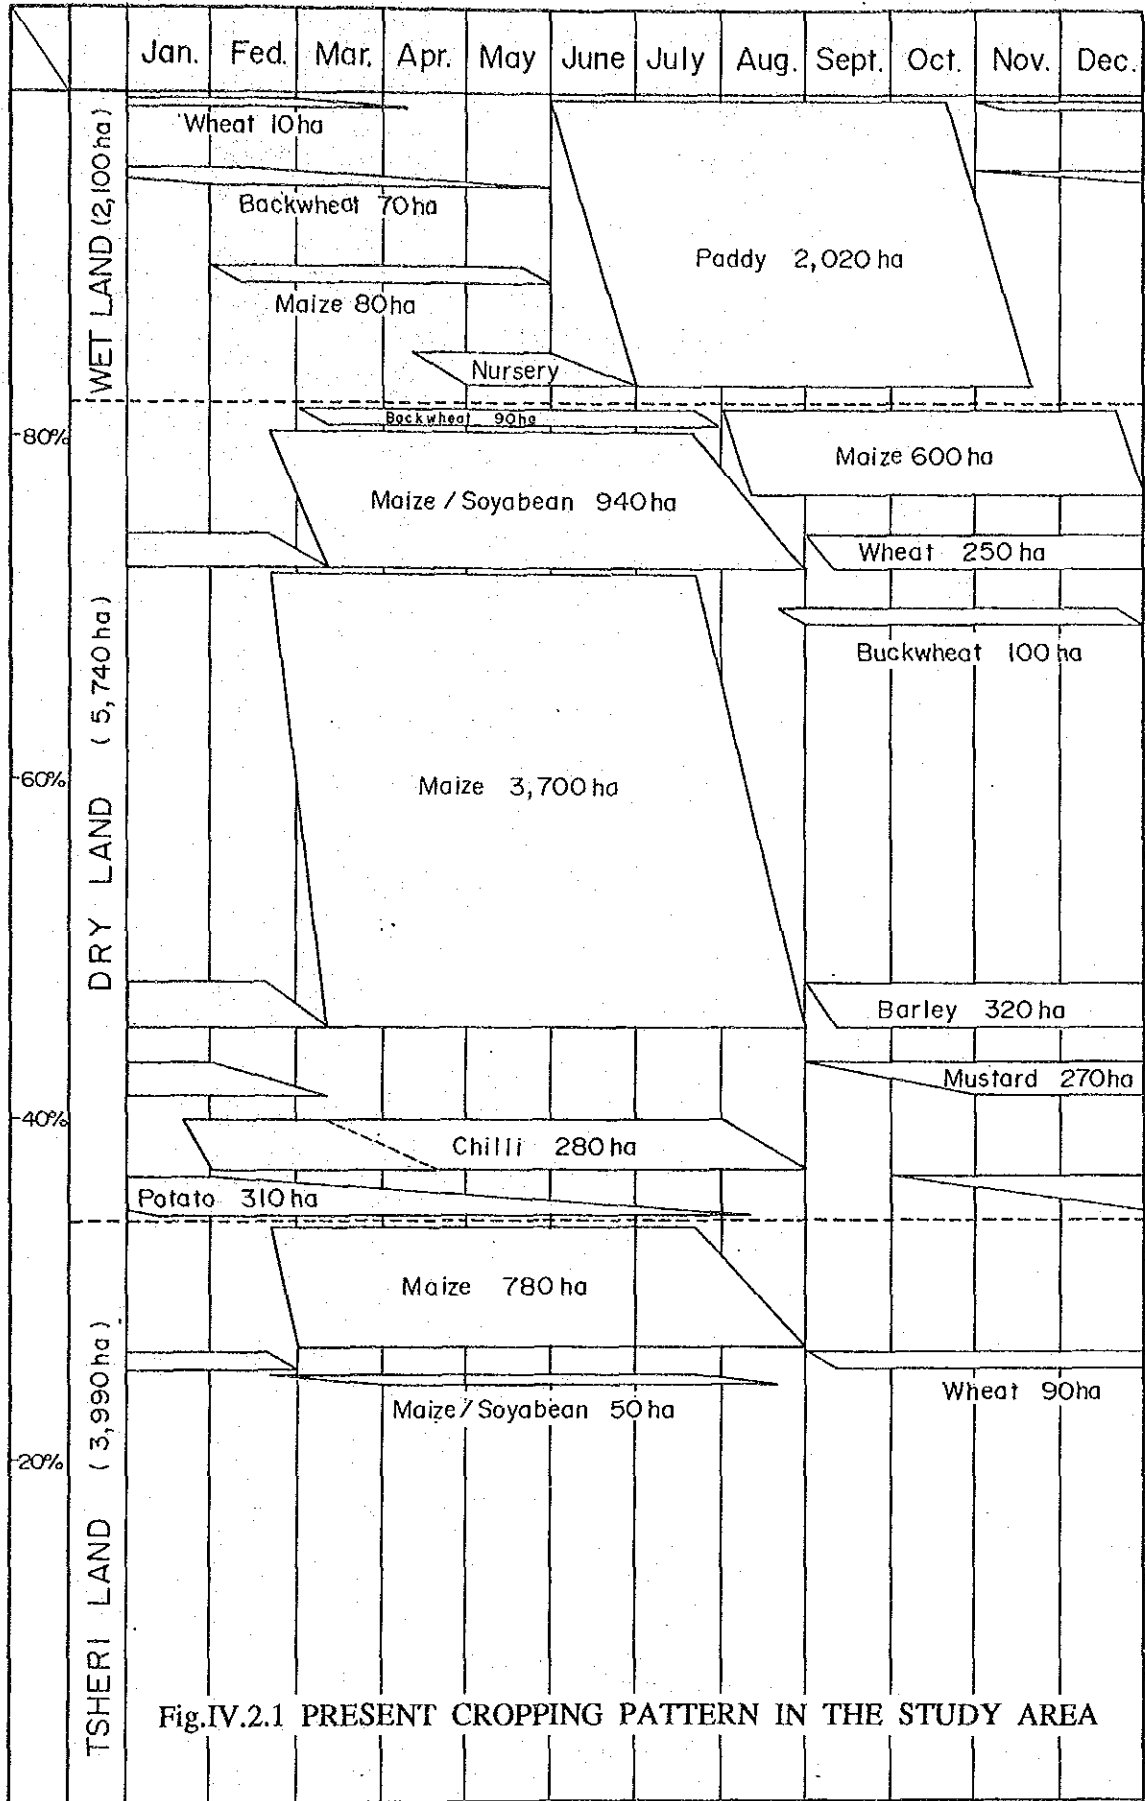 Jan. Fed. Mar. Apr. May June July Aug. Sept. Oct. Nov. Dec.
WET LAND (2,100ha)
Wheat 10ha
Backwheat 70ha
Paddy 2,020ha
Maize 80ha
Nursery
80%
Backwheat 90ha
Maize 600ha
Maize / Soyabean 940ha
Wheat 250ha
DRY LAND (5,740ha)
Buckwheat 100ha
60%
Maize 3,700ha
Barley 320ha
Mustard 270ha
40%
Chilli 280ha
Potato 310ha
TSHERI LAND (3,990ha)
Maize 780ha
Wheat 90ha
Maize/Soyabean 50ha
20%
Fig.IV.2.1 PRESENT CROPPING PATTERN IN THE STUDY AREA